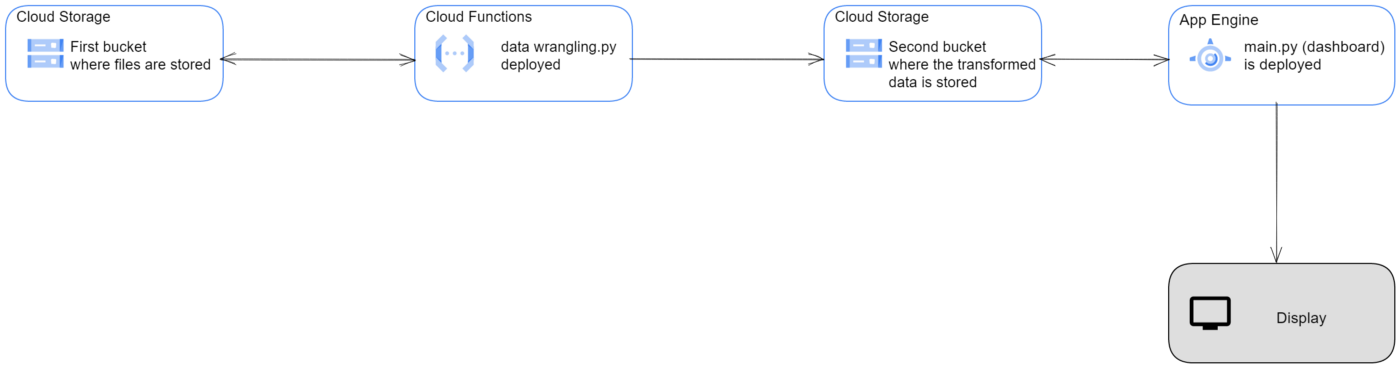 Cloud Storage
First bucket
where files are stored
Cloud Functions
data wrangling.py
deployed
Cloud Storage
Second bucket
where the transformed
data is stored
App Engine
main.py (dashboard)
is deployed
Display